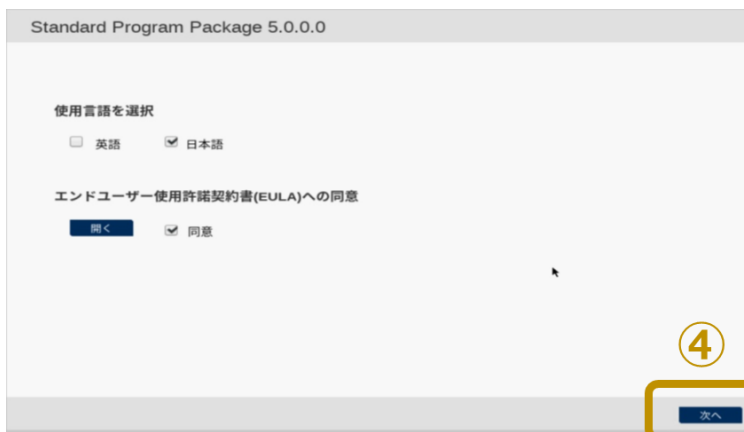 Standard Program Package 5.0.0.0
使用言語を選択
英語 日本語
エンドユーザー使用許諾契約書(EULA)への同意
開く 同意
④
次へ